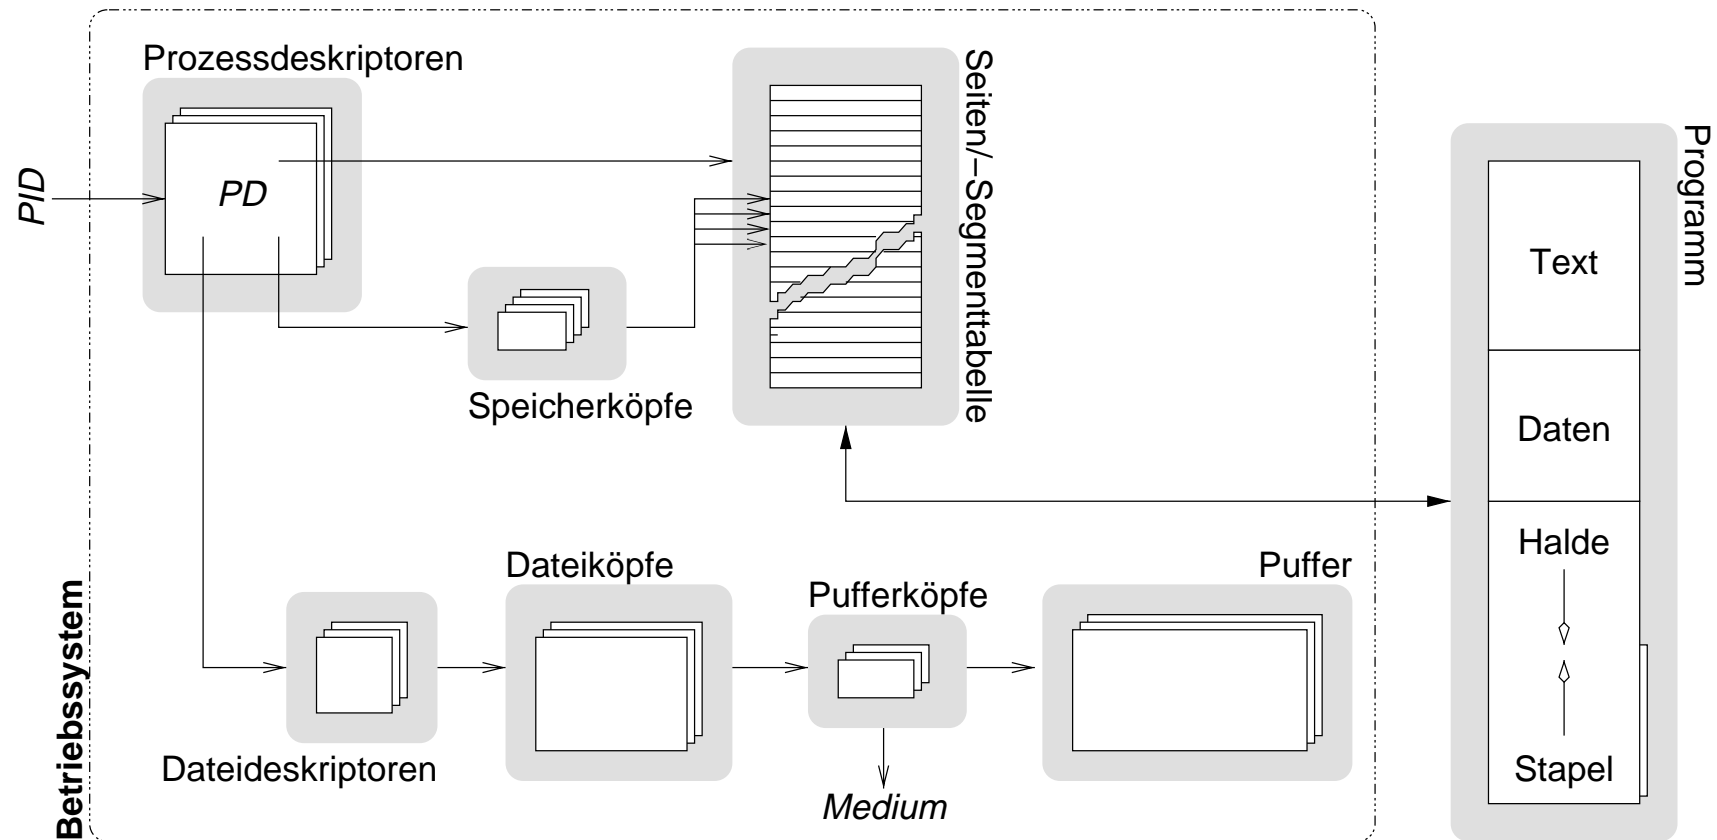 Prozessdeskriptoren
PID
PD
Speicherköpfe
Seiten/–Segmenttabelle
Programm
Text
Daten
Halde
Stapel
Dateiköpfe
Pufferköpfe
Puffer
Dateideskriptoren
Medium
Betriebssystem